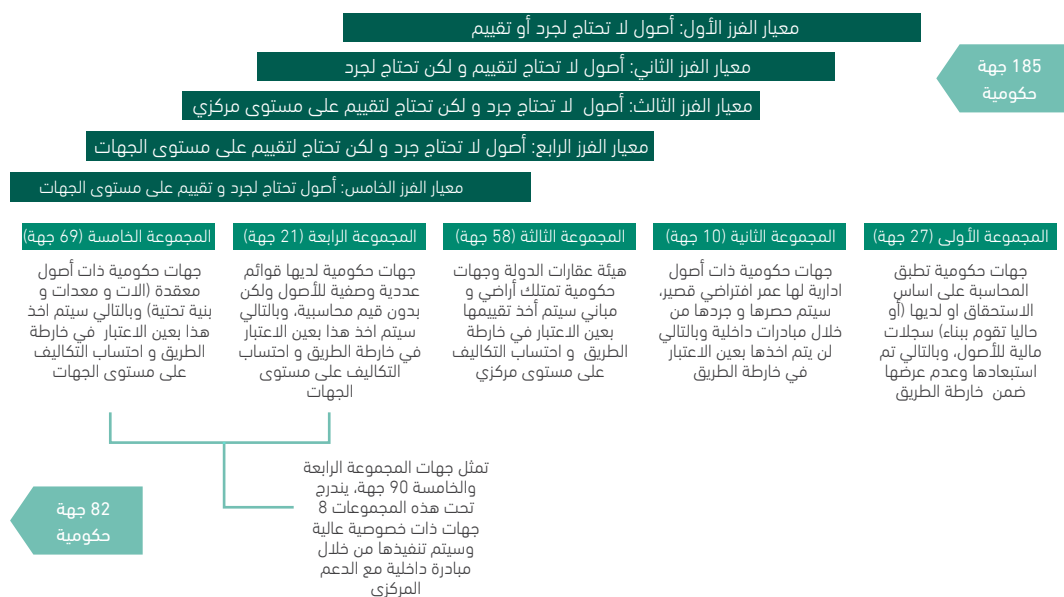 معيار الفرز الأول: أصول لا تحتاج لجرد أو تقييم
معيار الفرز الثاني: أصول لا تحتاج لتقييم و لكن تحتاج لجرد
معيار الفرز الثالث: أصول لا تحتاج جرد و لكن تحتاج لتقييم على مستوى مركزي
معيار الفرز الرابع: أصول لا تحتاج جرد و لكن تحتاج لتقييم على مستوى الجهات
معيار الفرز الخامس: أصول تحتاج لجرد و تقييم على مستوى الجهات
185 جهة
حكومية
المجموعة الأولى (27 جهة)
جهات حكومية تطبق
المحاسبة على اساس
الاستحقاق او لديها (أو
حاليا تقوم ببناء) سجلات
مالية للأصول، وبالتالي تم
استبعادها وعدم عرضها
ضمن خارطة الطريق
المجموعة الثانية (10 جهة)
جهات حكومية ذات أصول
ادارية لها عمر افتراضي قصير،
سيتم حصرها و جردها من
خلال مبادرات داخلية وبالتالي
لن يتم اخذها بعين الاعتبار
في خارطة الطريق
المجموعة الثالثة (58 جهة)
هيئة عقارات الدولة وجهات
حكومية تمتلك أراضي و
مباني سيتم أخذ تقييمها
بعين الاعتبار في خارطة
الطريق و احتساب التكاليف
على مستوى مركزي
المجموعة الرابعة (21 جهة)
جهات حكومية لديها قوائم
عددية وصفية للأصول ولكن
بدون قيم محاسبية، وبالتالي
سيتم اخذ هذا بعين الاعتبار
في خارطة الطريق و احتساب
التكاليف على مستوى
الجهات
المجموعة الخامسة (69 جهة)
جهات حكومية ذات أصول
معقدة (الات و معدات و
بنية تحتية) وبالتالي سيتم اخذ
هذا بعين الاعتبار في خارطة
الطريق و احتساب التكاليف
على مستوى الجهات
تمثل جهات المجموعة الرابعة
والخامسة 90 جهة، يندرج
تحت هذه المجموعات 8
جهات ذات خصوصية عالية
وسيتم تنفيذها من خلال
مبادرة داخلية مع الدعم
المركزي
82 جهة
حكومية